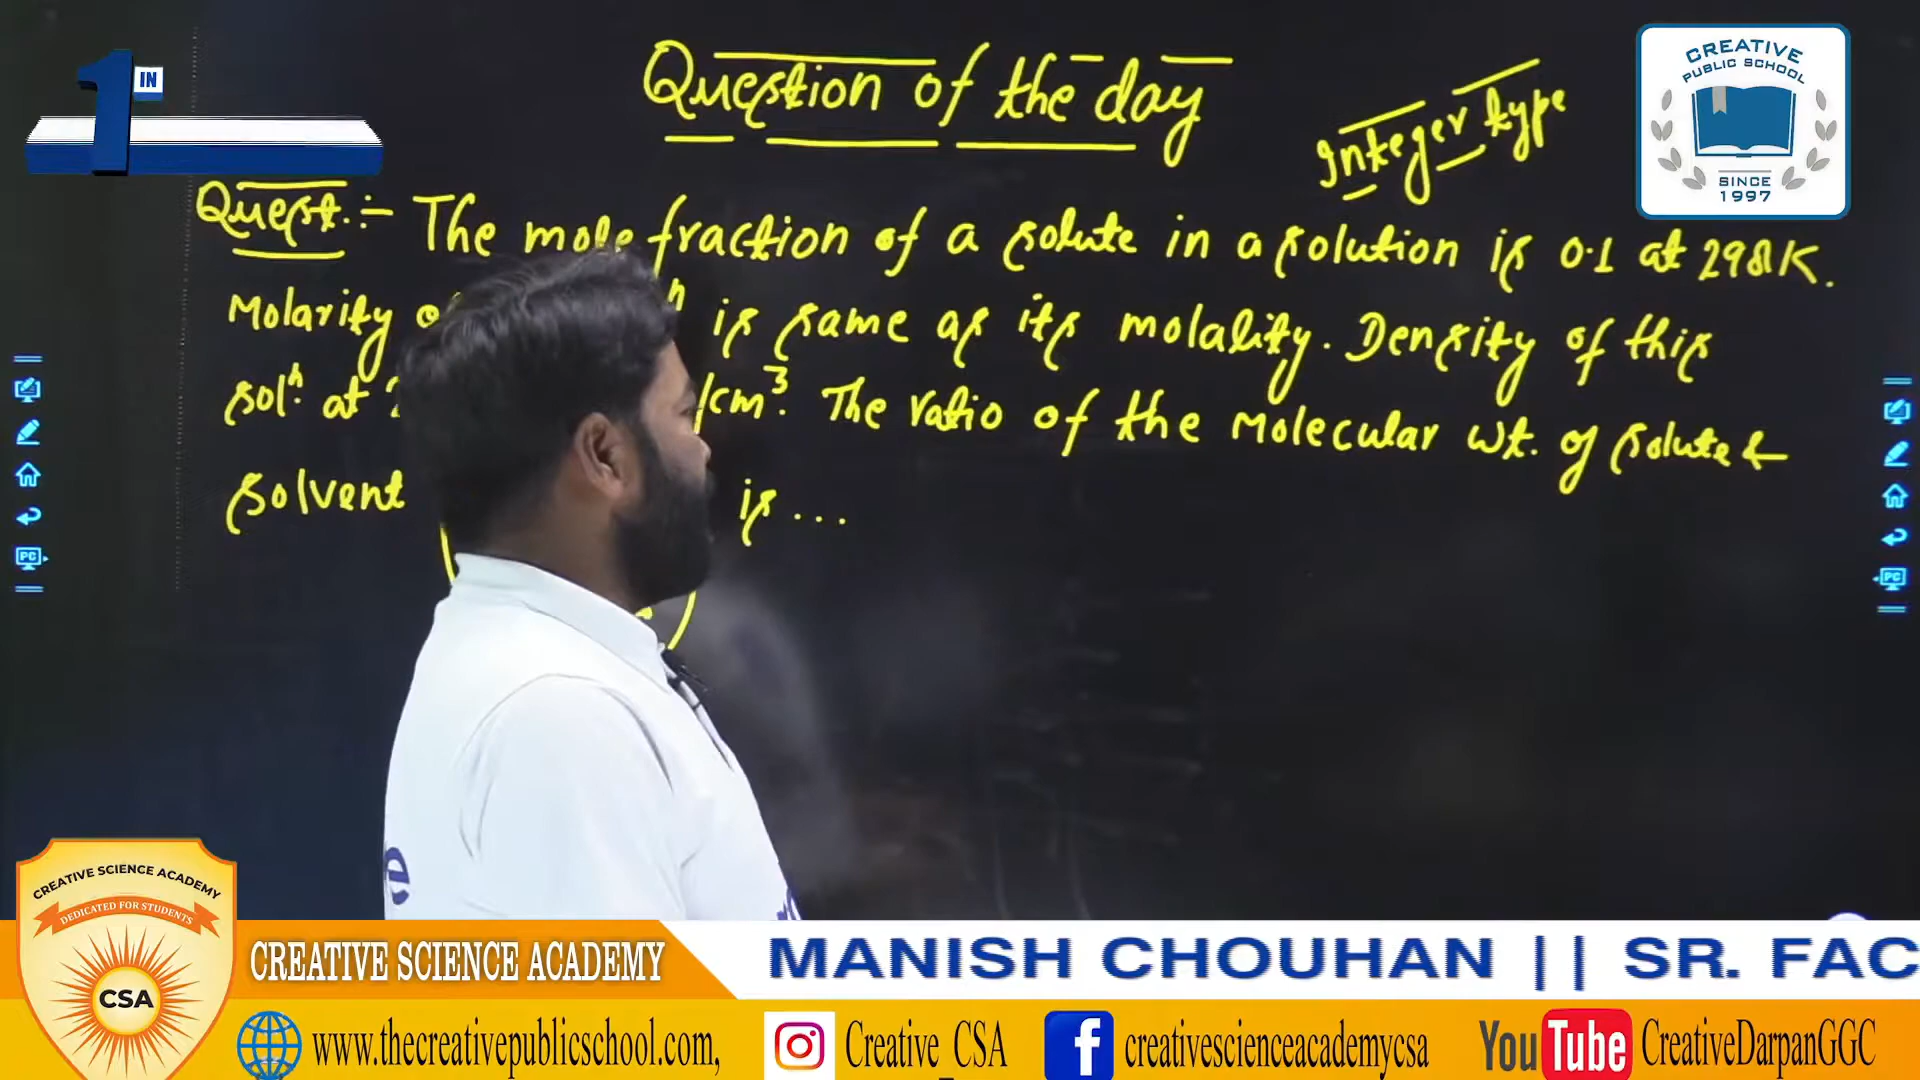 Question of the day
Integer type
1 IN
CREATIVE
PUBLIC SCHOOL
SINCE
1997
Quest. :- The mole fraction of a solute in a solution is 0.1 at 298K.
Molarity is same as its molality. Density of this
solⁿ. at /cm³. The ratio of the molecular wt. of solute &
solvent is ...
PC
PC
CREATIVE SCIENCE ACADEMY
DEDICATED FOR STUDENTS
CSA
CREATIVE SCIENCE ACADEMY
MANISH CHOUHAN || SR. FAC
www.thecreativepublicschool.com,
Creative_CSA
creativescienceacademycsa
YouTube CreativeDarpanGGC